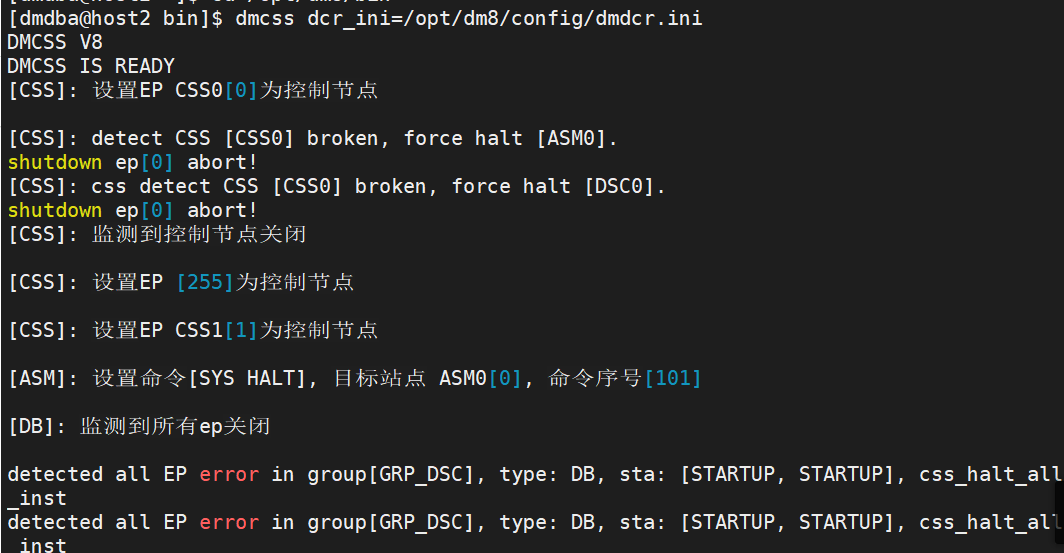 [dmdba@host2 bin]$ dmcss dcr_ini=/opt/dm8/config/dmdcr.ini
DMCSS V8
DMCSS IS READY
[CSS]: 设置EP CSS0[0]为控制节点
[CSS]: detect CSS [CSS0] broken, force halt [ASM0].
shutdown ep[0] abort!
[CSS]: css detect CSS [CSS0] broken, force halt [DSC0].
shutdown ep[0] abort!
[CSS]: 监测到控制节点关闭
[CSS]: 设置EP [255]为控制节点
[CSS]: 设置EP CSS1[1]为控制节点
[ASM]: 设置命令[SYS HALT], 目标站点 ASM0[0], 命令序号[101]
[DB]: 监测到所有ep关闭
detected all EP error in group[GRP_DSC], type: DB, sta: [STARTUP, STARTUP], css_halt_all
_inst
detected all EP error in group[GRP_DSC], type: DB, sta: [STARTUP, STARTUP], css_halt_all
_inst